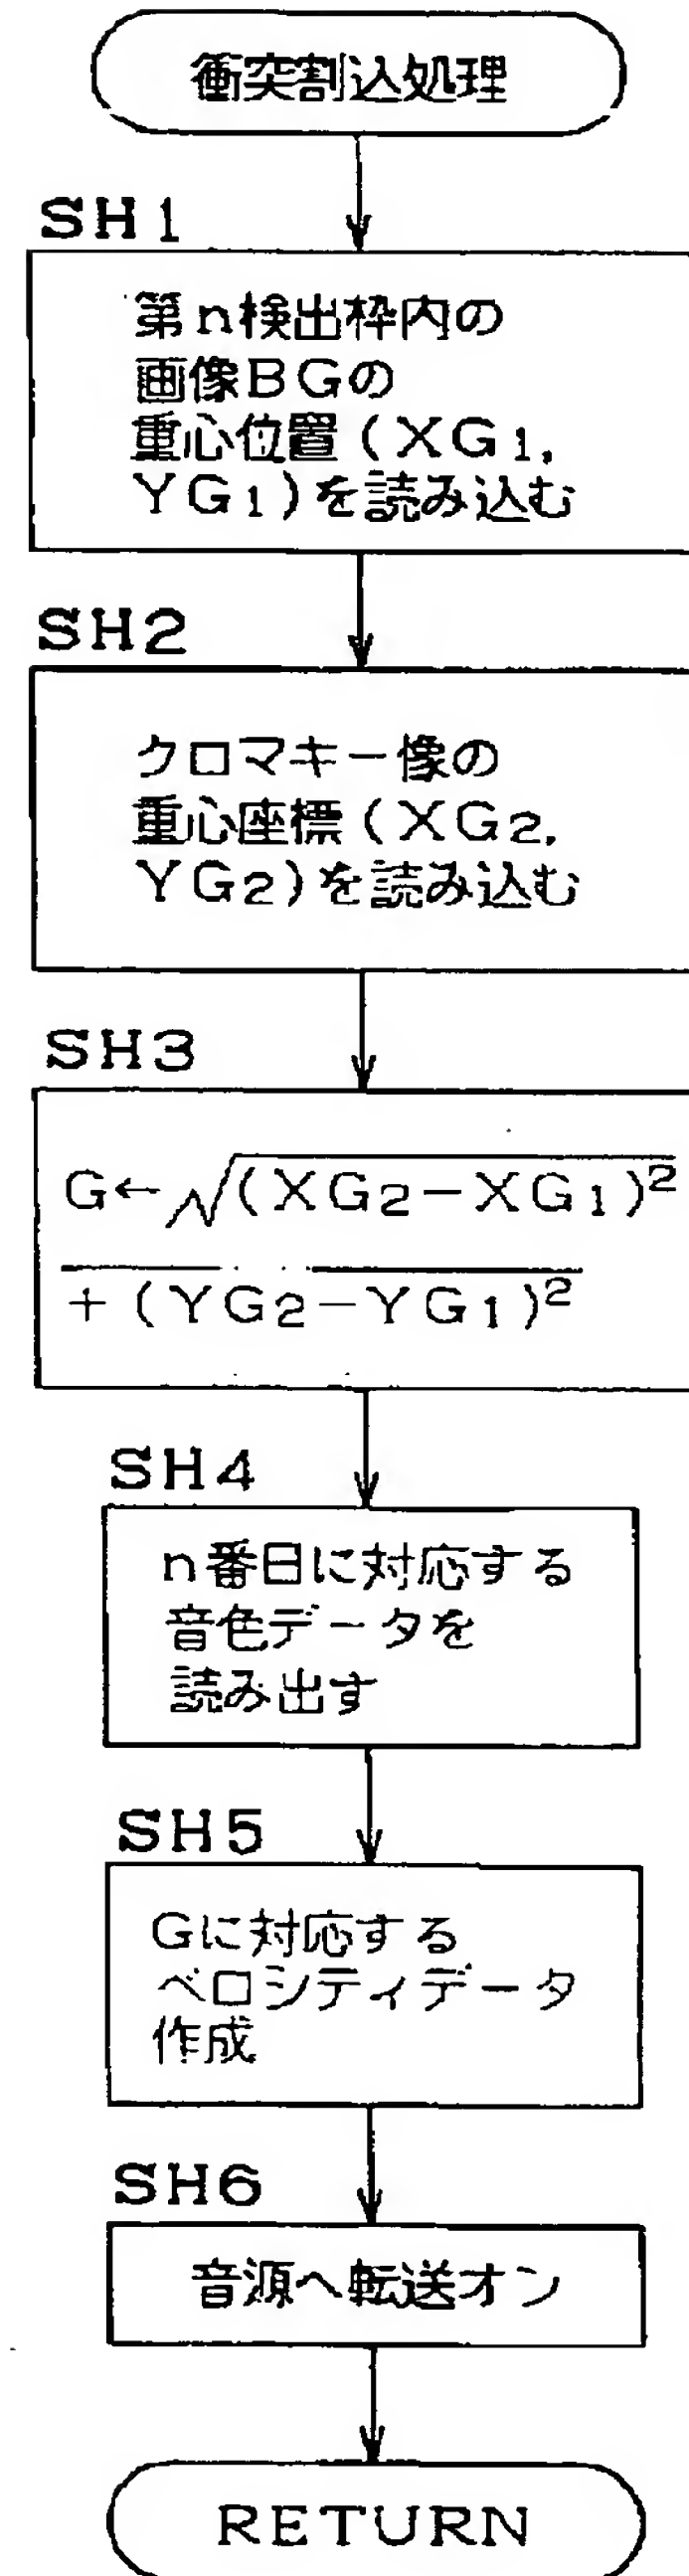 衝突割込処理
SH1
第n検出枠内の
画像BGの
重心位置(XG1,
YG1)を読み込む
SH2
クロマキー像の
重心座標(XG2,
YG2)を読み込む
SH3
G←√(XG2-XG1)²
+(YG2-YG1)²
SH4
n番目に対応する
音色データを
読み出す
SH5
Gに対応する
ベロシティデータ
作成
SH6
音源へ転送オン
RETURN